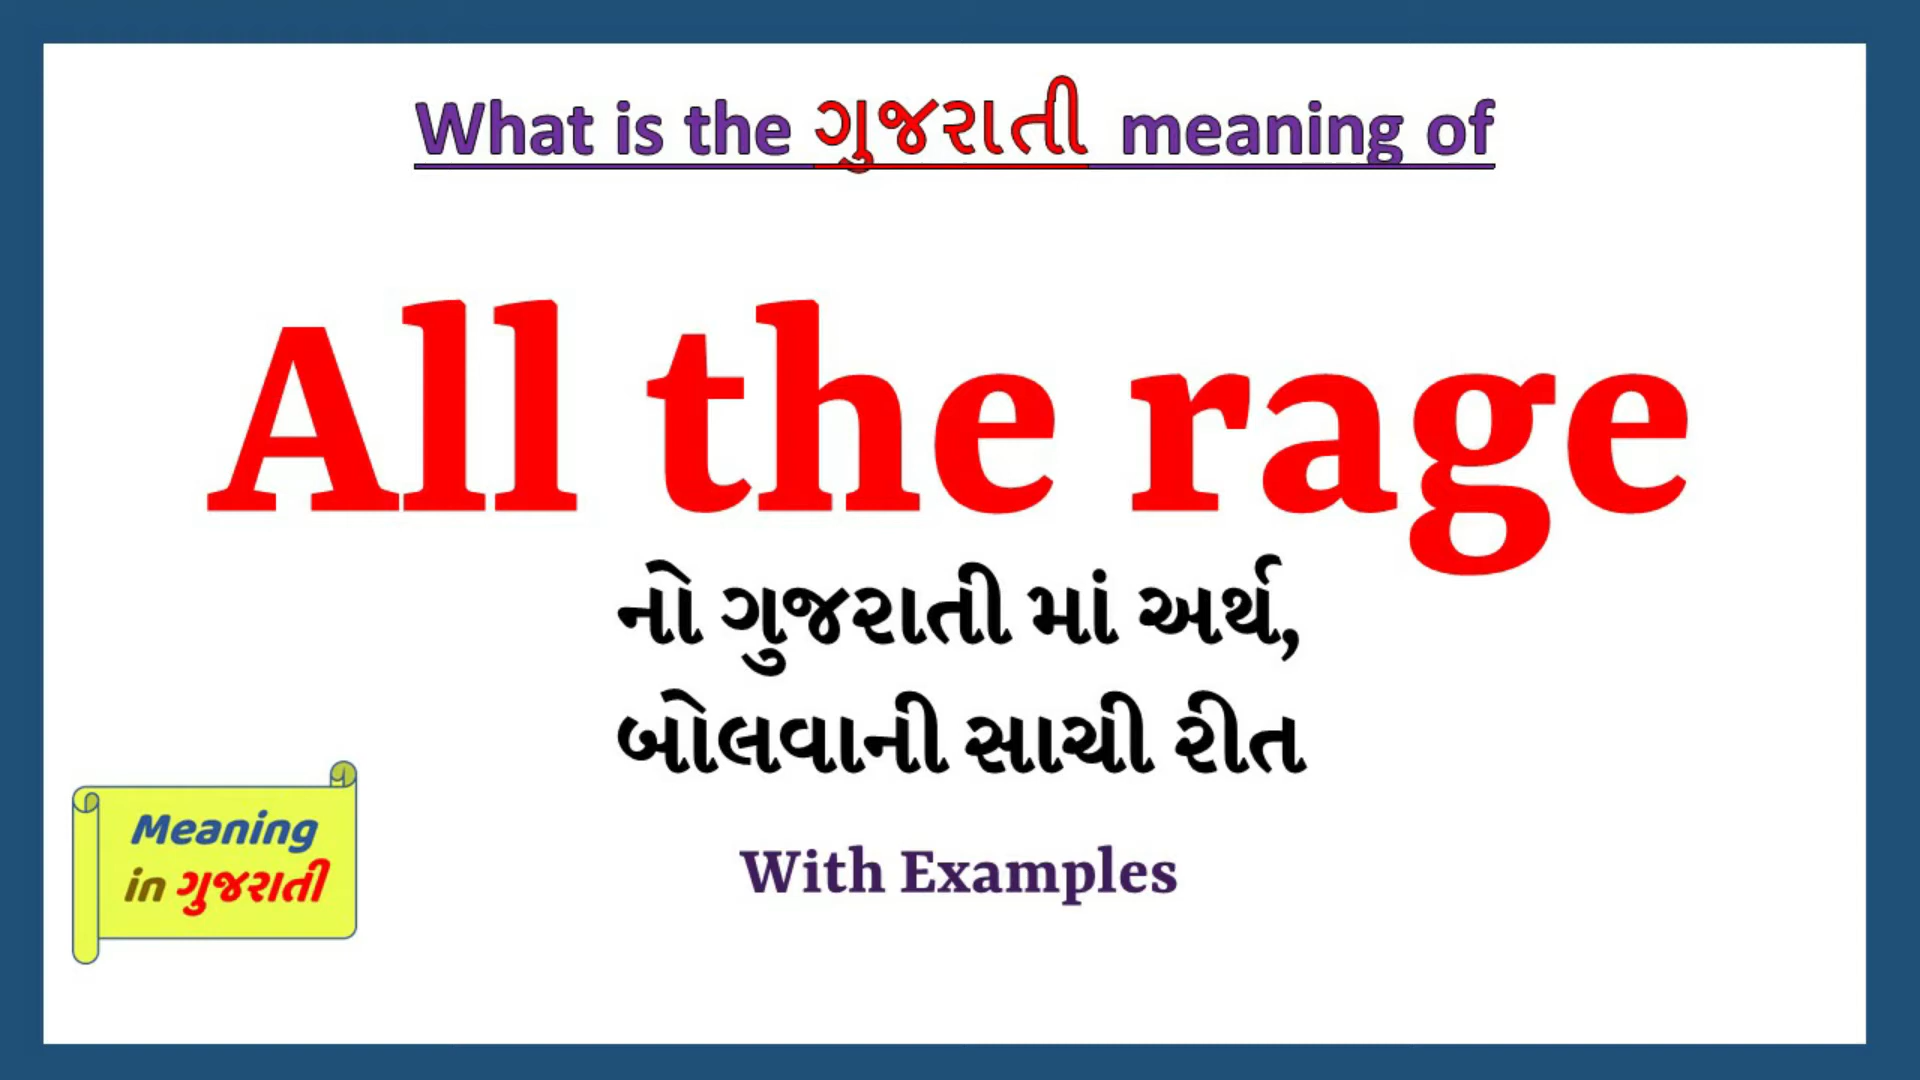 What is the ગુજરાતી meaning of
All the rage
નો ગુજરાતી માં અર્થ,
બોલવાની સાચી રીત
Meaning
in ગુજરાતી
With Examples